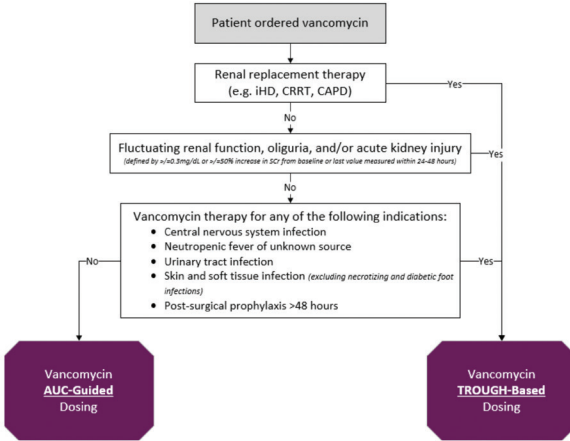 Patient ordered vancomycin
Renal replacement therapy
(e.g. iHD, CRRT, CAPD)
Yes
No
Fluctuating renal function, oliguria, and/or acute kidney injury
(defined by >/=0.3mg/dL or >/=50% increase in SCr from baseline or last value measured within 24-48 hours)
Yes
No
Vancomycin therapy for any of the following indications:
• Central nervous system infection
• Neutropenic fever of unknown source
• Urinary tract infection
• Skin and soft tissue infection (excluding necrotizing and diabetic foot
infections)
• Post-surgical prophylaxis >48 hours
No
Yes
Vancomycin
AUC-Guided
Dosing
Vancomycin
TROUGH-Based
Dosing